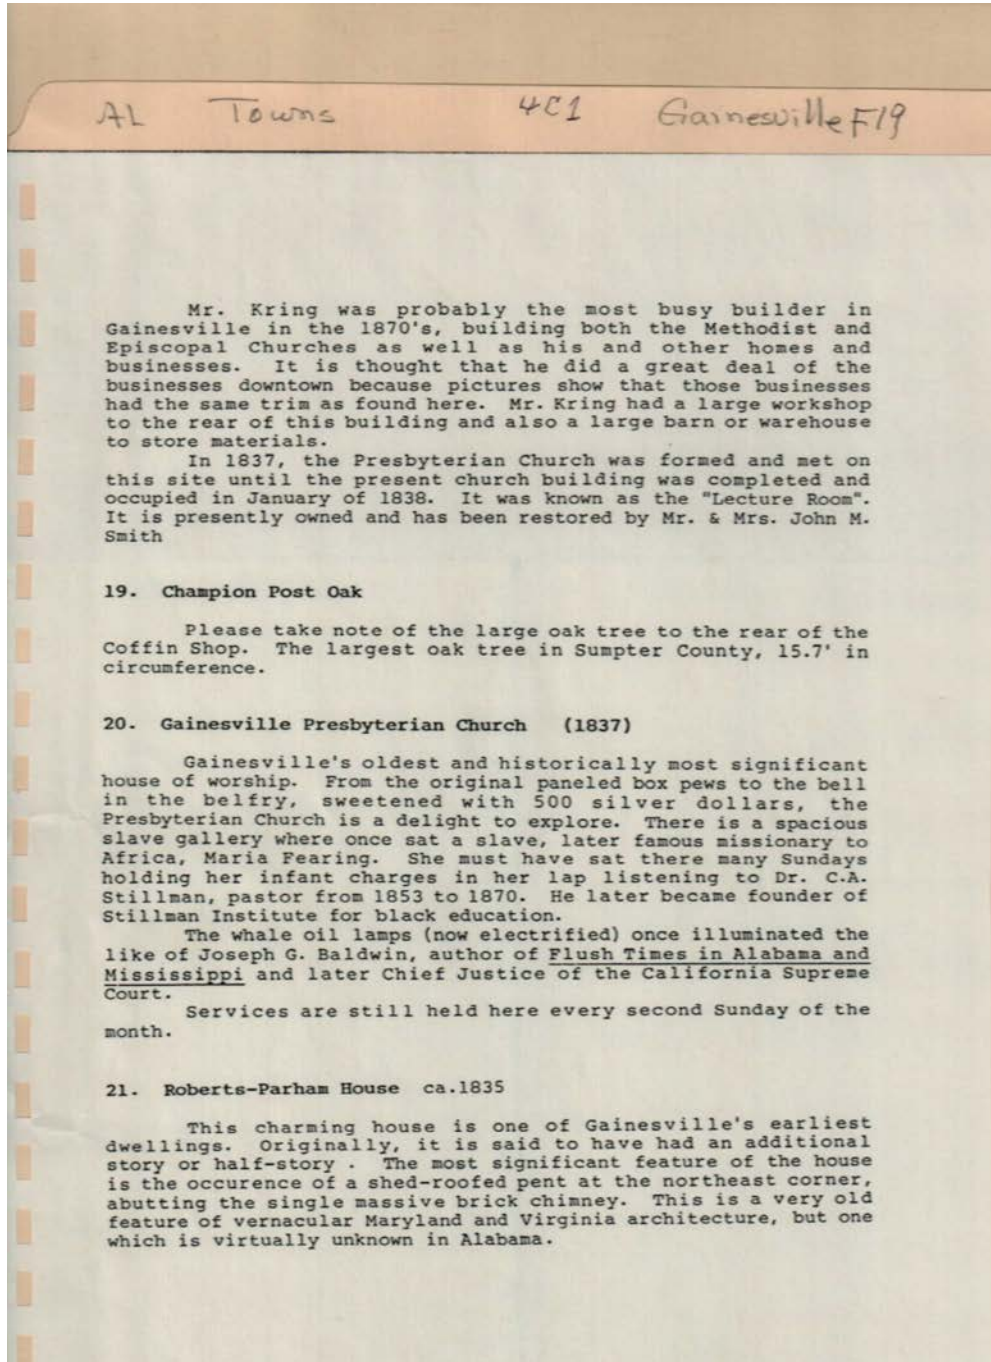 AL Towns 4C1 Gainesville F19
Mr. Kring was probably the most busy builder in
Gainesville in the 1870's, building both the Methodist and
Episcopal Churches as well as his and other homes and
businesses. It is thought that he did a great deal of the
businesses downtown because pictures show that those businesses
had the same trim as found here. Mr. Kring had a large workshop
to the rear of this building and also a large barn or warehouse
to store materials.
In 1837, the Presbyterian Church was formed and met on
this site until the present church building was completed and
occupied in January of 1838. It was known as the "Lecture Room".
It is presently owned and has been restored by Mr. & Mrs. John M.
Smith
19. Champion Post Oak
Please take note of the large oak tree to the rear of the
Coffin Shop. The largest oak tree in Sumpter County, 15.7' in
circumference.
20. Gainesville Presbyterian Church (1837)
Gainesville's oldest and historically most significant
house of worship. From the original paneled box pews to the bell
in the belfry, sweetened with 500 silver dollars, the
Presbyterian Church is a delight to explore. There is a spacious
slave gallery where once sat a slave, later famous missionary to
Africa, Maria Fearing. She must have sat there many Sundays
holding her infant charges in her lap listening to Dr. C.A.
Stillman, pastor from 1853 to 1870. He later became founder of
Stillman Institute for black education.
The whale oil lamps (now electrified) once illuminated the
like of Joseph G. Baldwin, author of Flush Times in Alabama and
Mississippi and later Chief Justice of the California Supreme
Court.
Services are still held here every second Sunday of the
month.
21. Roberts-Parham House ca.1835
This charming house is one of Gainesville's earliest
dwellings. Originally, it is said to have had an additional
story or half-story . The most significant feature of the house
is the occurence of a shed-roofed pent at the northeast corner,
abutting the single massive brick chimney. This is a very old
feature of vernacular Maryland and Virginia architecture, but one
which is virtually unknown in Alabama.